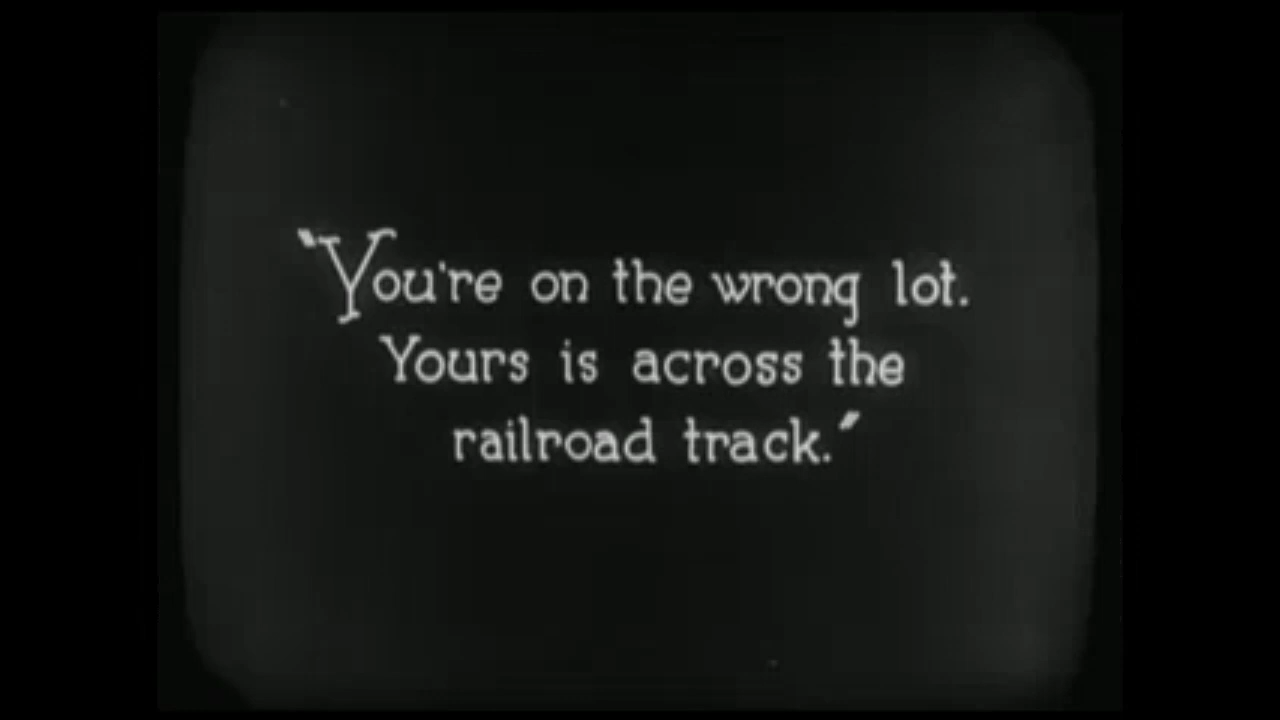 "You're on the wrong lot.
Yours is across the
railroad track."